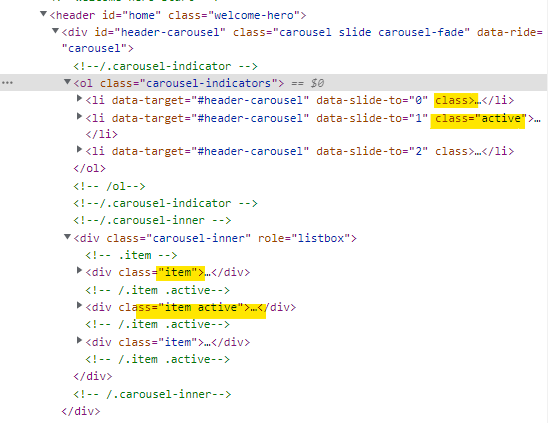 <header id="home" class="welcome-hero">
<div id="header-carousel" class="carousel slide carousel-fade" data-ride=
"carousel">
<!--/.carousel-indicator -->
<ol class="carousel-indicators"> == $0
<li data-target="#header-carousel" data-slide-to="0" class>…</li>
<li data-target="#header-carousel" data-slide-to="1" class="active">…
</li>
<li data-target="#header-carousel" data-slide-to="2" class>…</li>
</ol>
<!-- /ol-->
<!--/.carousel-indicator -->
<!--/.carousel-inner -->
<div class="carousel-inner" role="listbox">
<!-- .item -->
<div class="item">…</div>
<!-- /.item .active-->
<div class="item active">…</div>
<!-- /.item .active-->
<div class="item">…</div>
<!-- /.item .active-->
</div>
<!-- /.carousel-inner-->
</div>